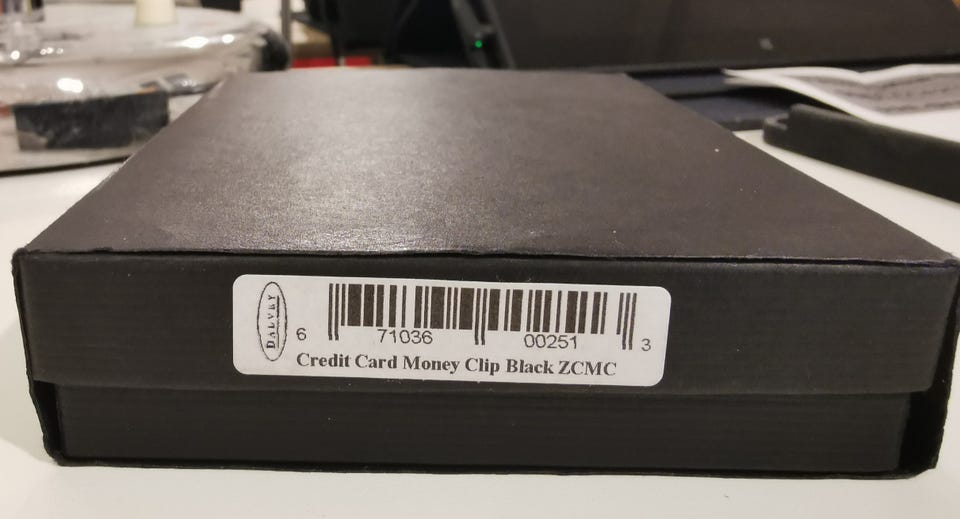 DALVEY
6 71036 00251 3
Credit Card Money Clip Black ZCMC